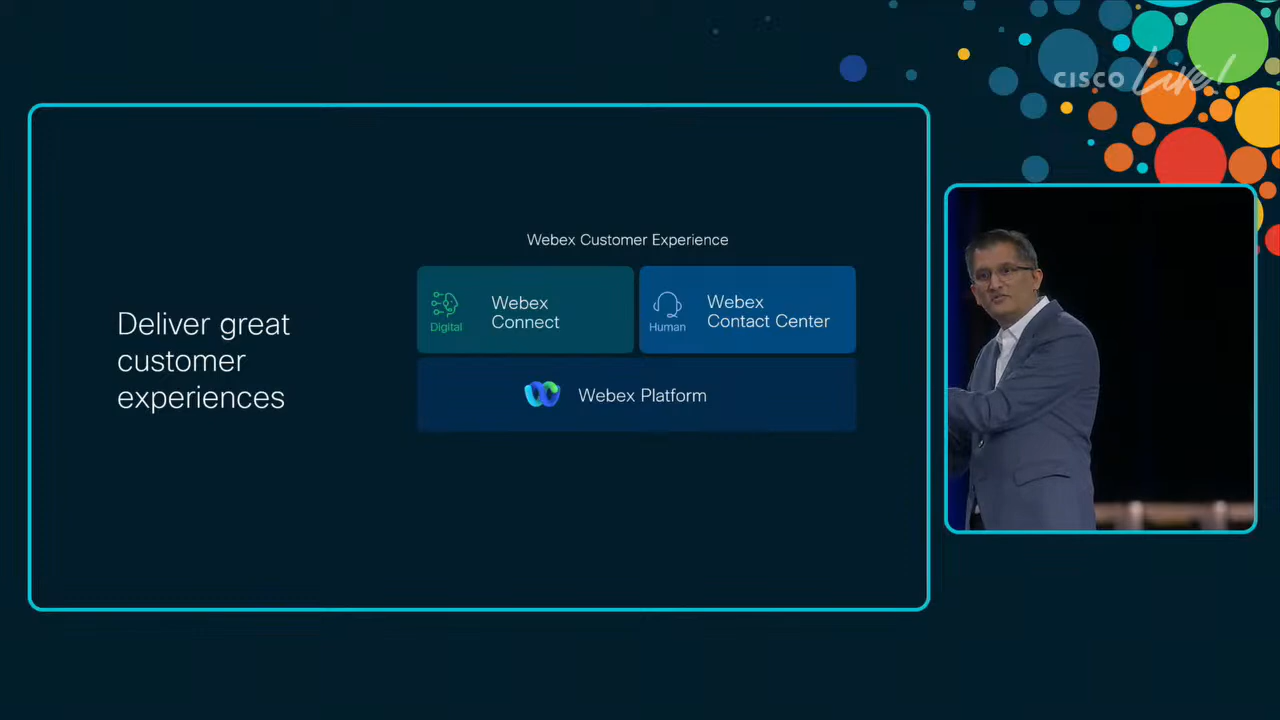 CISCO Live!
Webex Customer Experience
Digital
Webex
Connect
Human
Webex
Contact Center
Deliver great
customer
experiences
Webex Platform